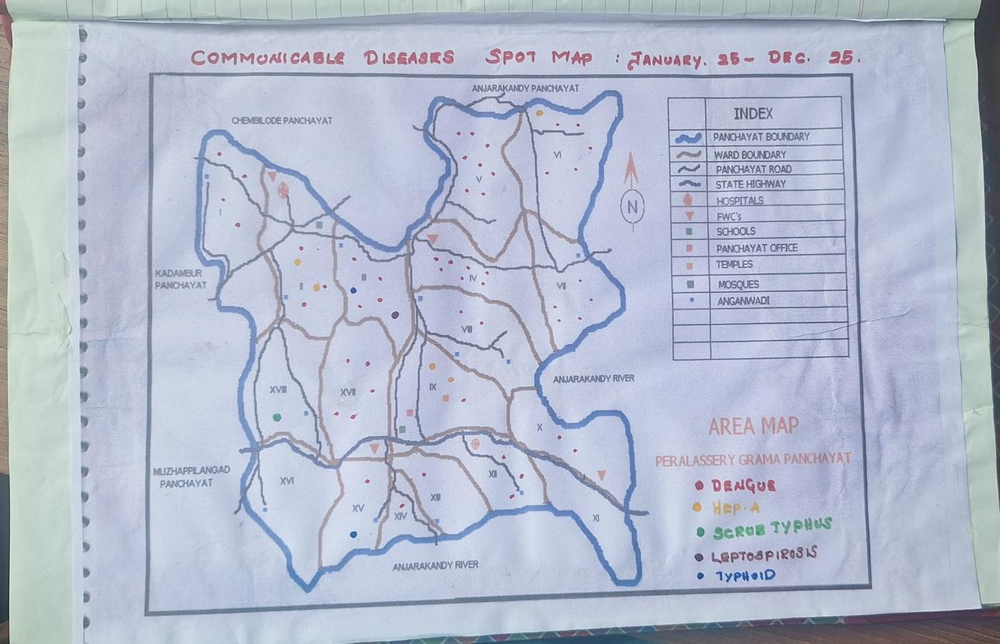 COMMUNICABLE DISEASES SPOT MAP : JANUARY. 25 - DEC. 25.
ANJARAKANDY PANCHAYAT
CHEMBILODE PANCHAYAT
KADAMBUR
PANCHAYAT
MUZHAPPILANGAD
PANCHAYAT
ANJARAKANDY RIVER
ANJARAKANDY RIVER
I
II
III
IV
V
VI
VII
VIII
IX
X
XI
XII
XIII
XIV
XV
XVI
XVII
XVIII
N
INDEX
PANCHAYAT BOUNDARY
WARD BOUNDARY
PANCHAYAT ROAD
STATE HIGHWAY
HOSPITALS
FWC's
SCHOOLS
PANCHAYAT OFFICE
TEMPLES
MOSQUES
ANGANWADI
AREA MAP
PERALASSERY GRAMA PANCHAYAT
DENGUE
HEP.A
SCRUB TYPHUS
LEPTOSPIROSIS
TYPHOID